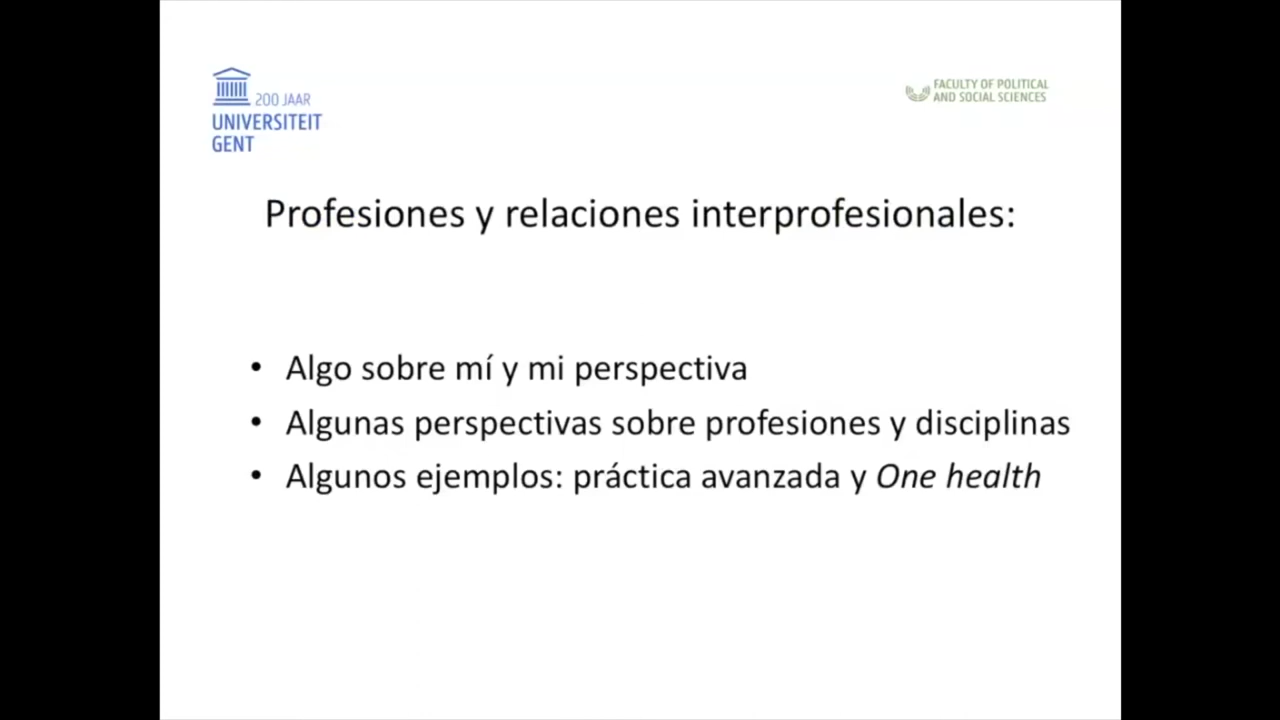 200 JAAR
UNIVERSITEIT
GENT
FACULTY OF POLITICAL
AND SOCIAL SCIENCES
Profesiones y relaciones interprofesionales:
• Algo sobre mí y mi perspectiva
• Algunas perspectivas sobre profesiones y disciplinas
• Algunos ejemplos: práctica avanzada y One health